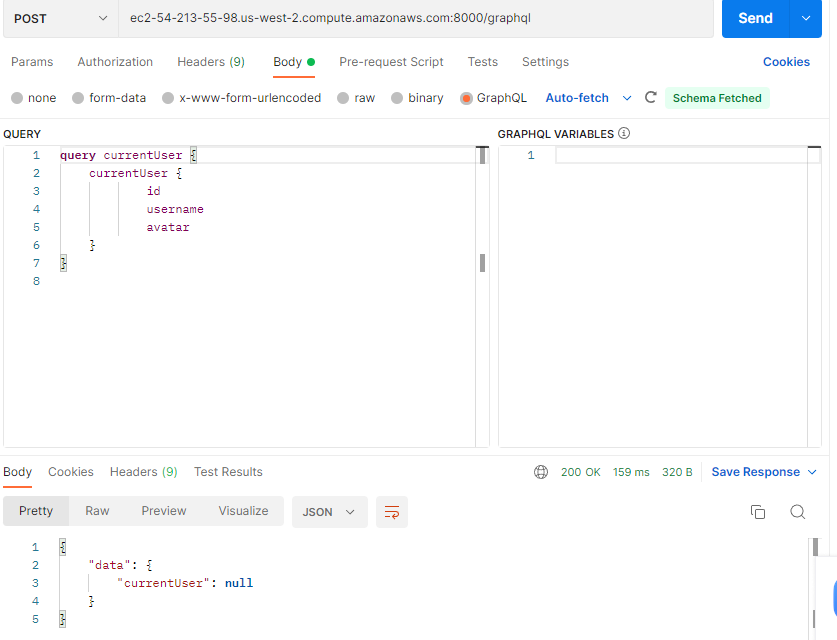 POST ec2-54-213-55-98.us-west-2.compute.amazonaws.com:8000/graphql Send
Params Authorization Headers (9) Body Pre-request Script Tests Settings Cookies
none form-data x-www-form-urlencoded raw binary GraphQL Auto-fetch Schema Fetched
QUERY GRAPHQL VARIABLES
1 query currentUser { 1
2 currentUser {
3 id
4 username
5 avatar
6 }
7 }
8
Body Cookies Headers (9) Test Results 200 OK 159 ms 320 B Save Response
Pretty Raw Preview Visualize JSON
1 {
2 "data": {
3 "currentUser": null
4 }
5 }